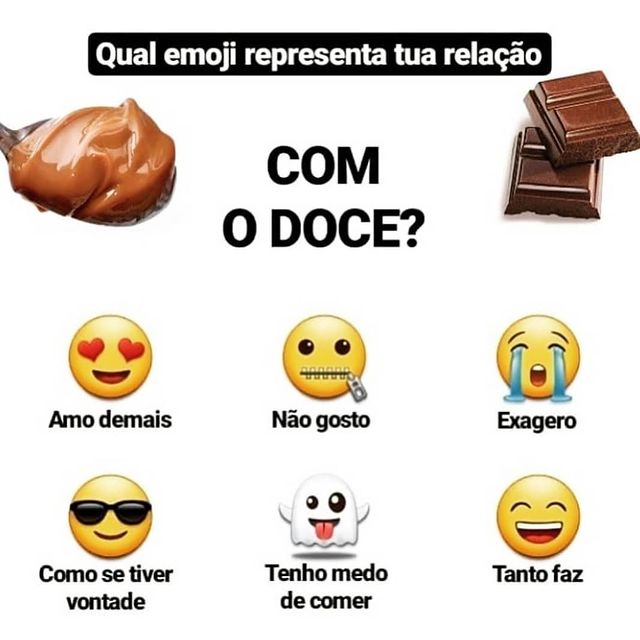 Qual emoji representa tua relação
COM
O DOCE?
Amo demais
Não gosto
Exagero
Como se tiver
vontade
Tenho medo
de comer
Tanto faz